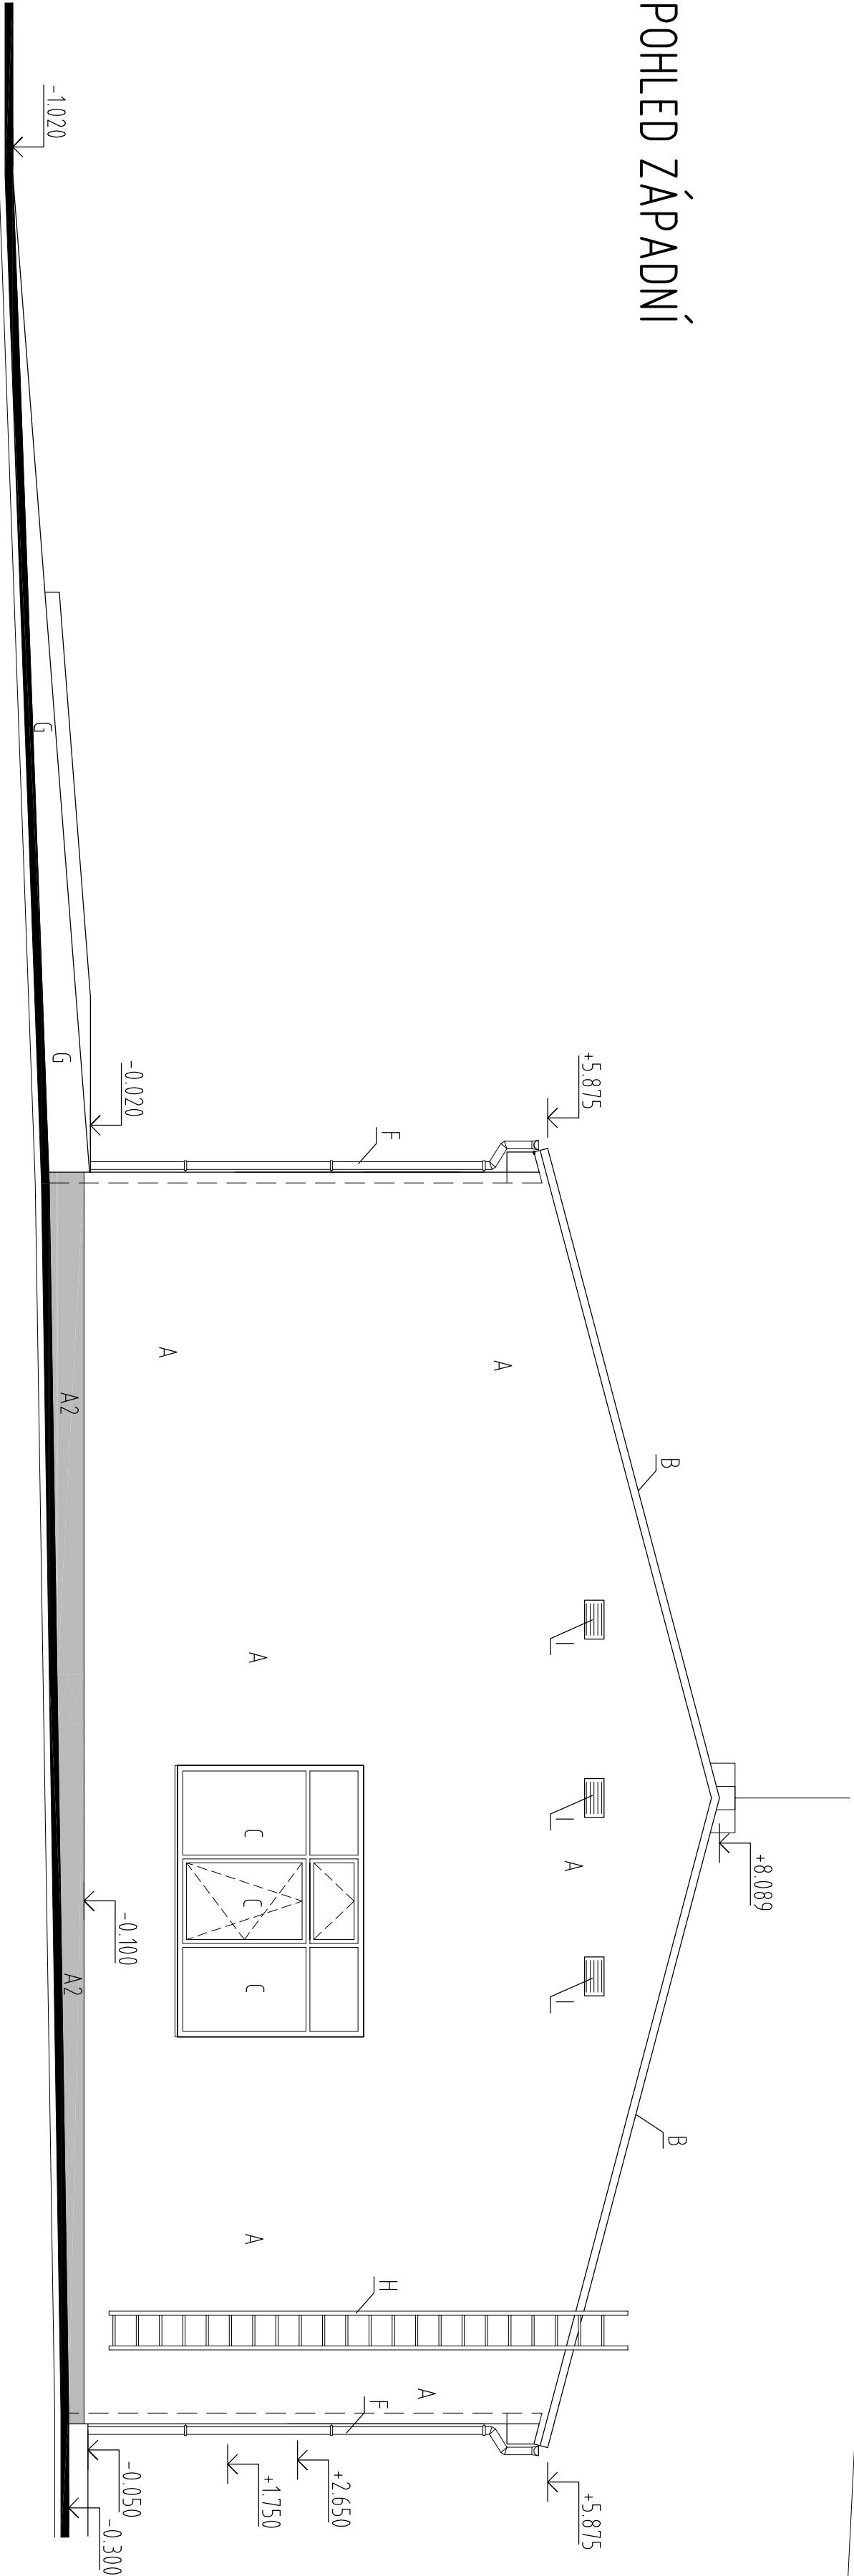 POHLED ZÁPADNÍ
+8.089
B
B
+5.875
+5.875
I
I
I
A
A
H
F
F
A
+2.650
+1.750
A
A
C
C
C
A
-0.020
-0.100
-0.050
-0.300
A2
A2
G
G
-1.020